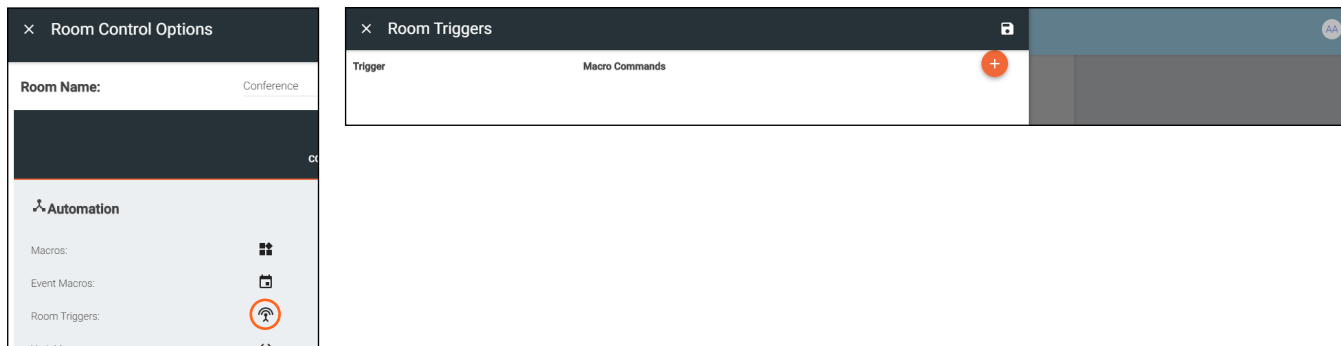 × Room Control Options
Room Name: Conference
Automation
Macros:
Event Macros:
Room Triggers:
× Room Triggers
Trigger Macro Commands
+
AA